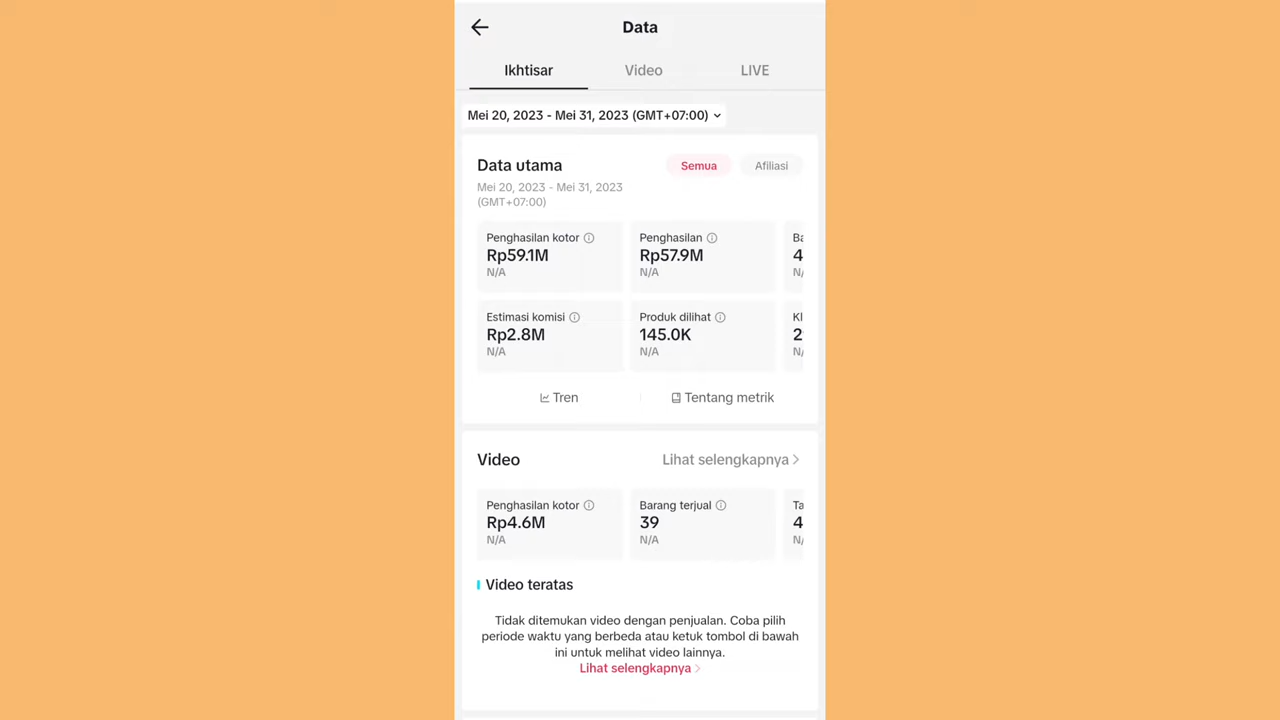 Data
Ikhtisar Video LIVE
Mei 20, 2023 - Mei 31, 2023 (GMT+07:00)
Data utama Semua Afiliasi
Mei 20, 2023 - Mei 31, 2023
(GMT+07:00)
Penghasilan kotor Penghasilan
Rp59.1M Rp57.9M
N/A N/A
Estimasi komisi Produk dilihat
Rp2.8M 145.0K
N/A N/A
Tren Tentang metrik
Video Lihat selengkapnya
Penghasilan kotor Barang terjual
Rp4.6M 39
N/A N/A
Video teratas
Tidak ditemukan video dengan penjualan. Coba pilih
periode waktu yang berbeda atau ketuk tombol di bawah
ini untuk melihat video lainnya.
Lihat selengkapnya